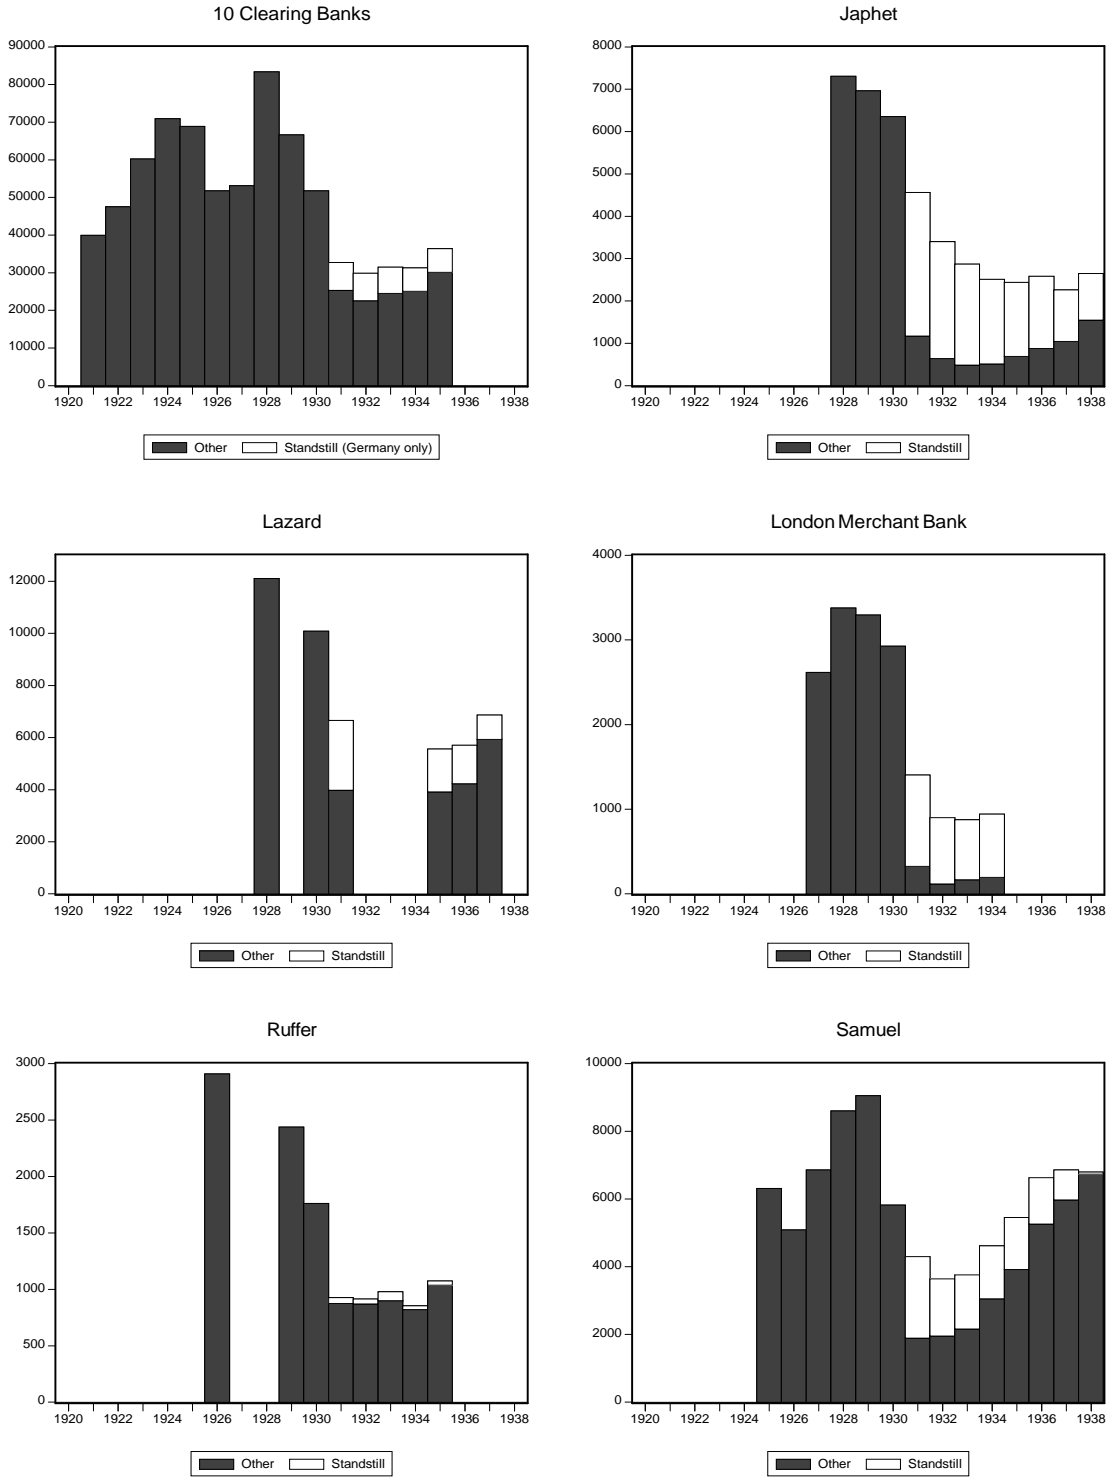 10 Clearing Banks
90000
80000
70000
60000
50000
40000
30000
20000
10000
0
1920 1922 1924 1926 1928 1930 1932 1934 1936 1938
Other Standstill (Germany only)
Japhet
8000
7000
6000
5000
4000
3000
2000
1000
0
1920 1922 1924 1926 1928 1930 1932 1934 1936 1938
Other Standstill
Lazard
12000
10000
8000
6000
4000
2000
0
1920 1922 1924 1926 1928 1930 1932 1934 1936 1938
Other Standstill
London Merchant Bank
4000
3000
2000
1000
0
1920 1922 1924 1926 1928 1930 1932 1934 1936 1938
Other Standstill
Ruffer
3000
2500
2000
1500
1000
500
0
1920 1922 1924 1926 1928 1930 1932 1934 1936 1938
Other Standstill
Samuel
10000
8000
6000
4000
2000
0
1920 1922 1924 1926 1928 1930 1932 1934 1936 1938
Other Standstill